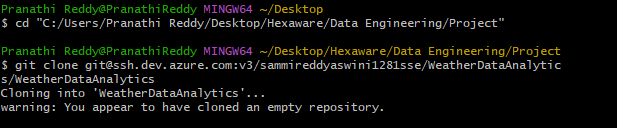 Pranathi Reddy@PranathiReddy MINGW64 ~/Desktop
$ cd "C:/Users/Pranathi Reddy/Desktop/Hexaware/Data Engineering/Project"
Pranathi Reddy@PranathiReddy MINGW64 ~/Desktop/Hexaware/Data Engineering/Project
$ git clone git@ssh.dev.azure.com:v3/sammireddyaswini1281sse/WeatherDataAnalytic
s/WeatherDataAnalytics
Cloning into 'WeatherDataAnalytics'...
warning: You appear to have cloned an empty repository.